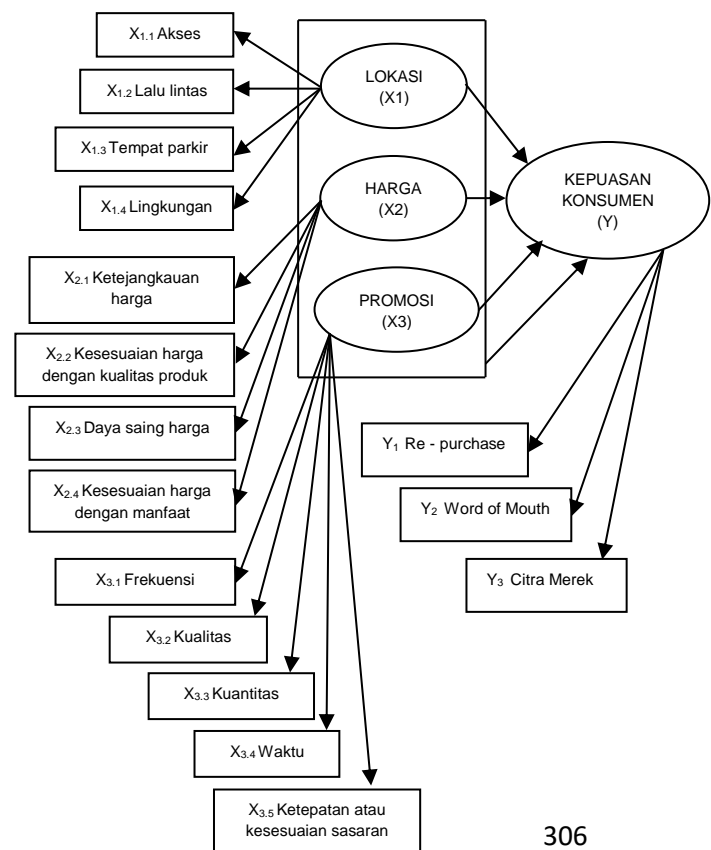 X1.1 Akses
X1.2 Lalu lintas
X1.3 Tempat parkir
X1.4 Lingkungan
X2.1 Ketejangkauan
harga
X2.2 Kesesuaian harga
dengan kualitas produk
X2.3 Daya saing harga
X2.4 Kesesuaian harga
dengan manfaat
X3.1 Frekuensi
X3.2 Kualitas
X3.3 Kuantitas
X3.4 Waktu
X3.5 Ketepatan atau
kesesuaian sasaran
LOKASI
(X1)
HARGA
(X2)
PROMOSI
(X3)
KEPUASAN
KONSUMEN
(Y)
Y1 Re - purchase
Y2 Word of Mouth
Y3 Citra Merek
306